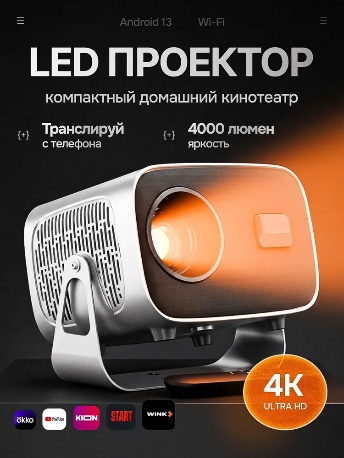 Android 13 Wi-Fi
LED ПРОЕКТОР
компактный домашний кинотеатр
{+} Транслируй {+} 4000 люмен
с телефона яркость
4K
ULTRA HD
okko YouTube KION START WINK